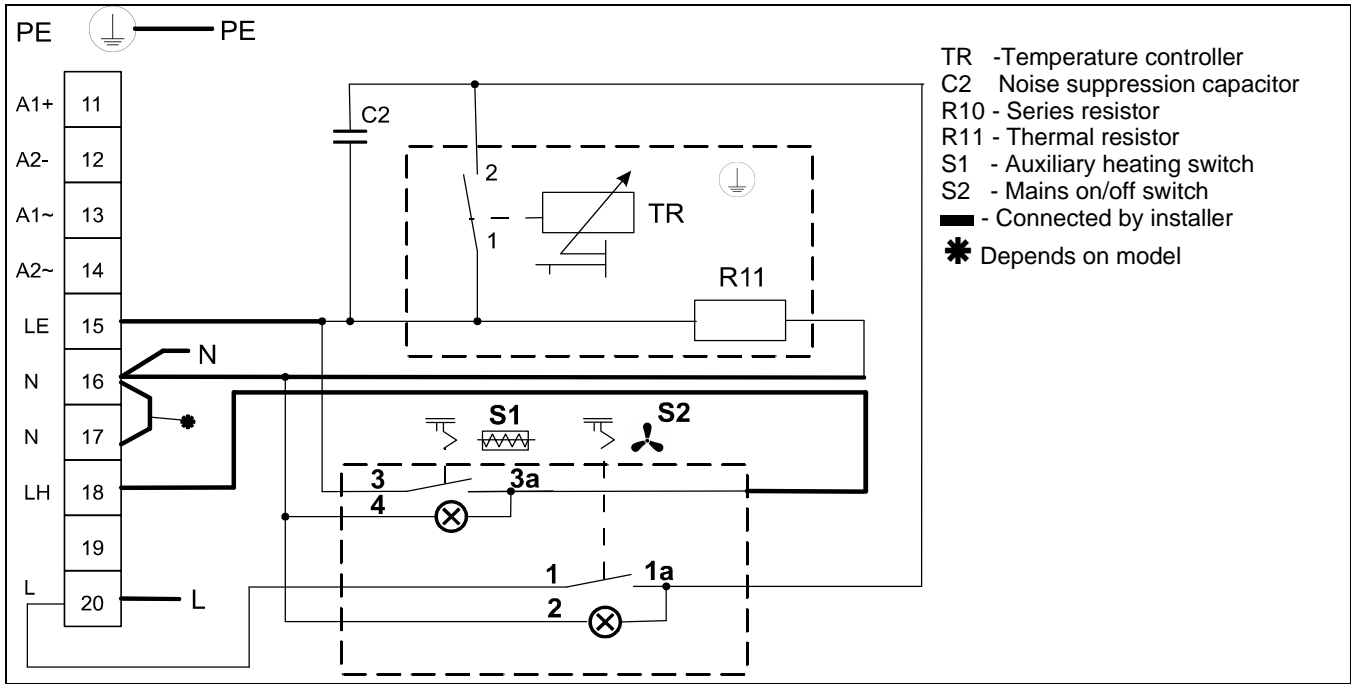 PE PE
A1+ 11
A2- 12
A1~ 13
A2~ 14
LE 15
N 16 N
N 17
LH 18
19
L 20 L
C2
2
TR
1
R11
S1 S2
3 3a
4
1 1a
2
TR -Temperature controller
C2 Noise suppression capacitor
R10 - Series resistor
R11 - Thermal resistor
S1 - Auxiliary heating switch
S2 - Mains on/off switch
- Connected by installer
✱ Depends on model